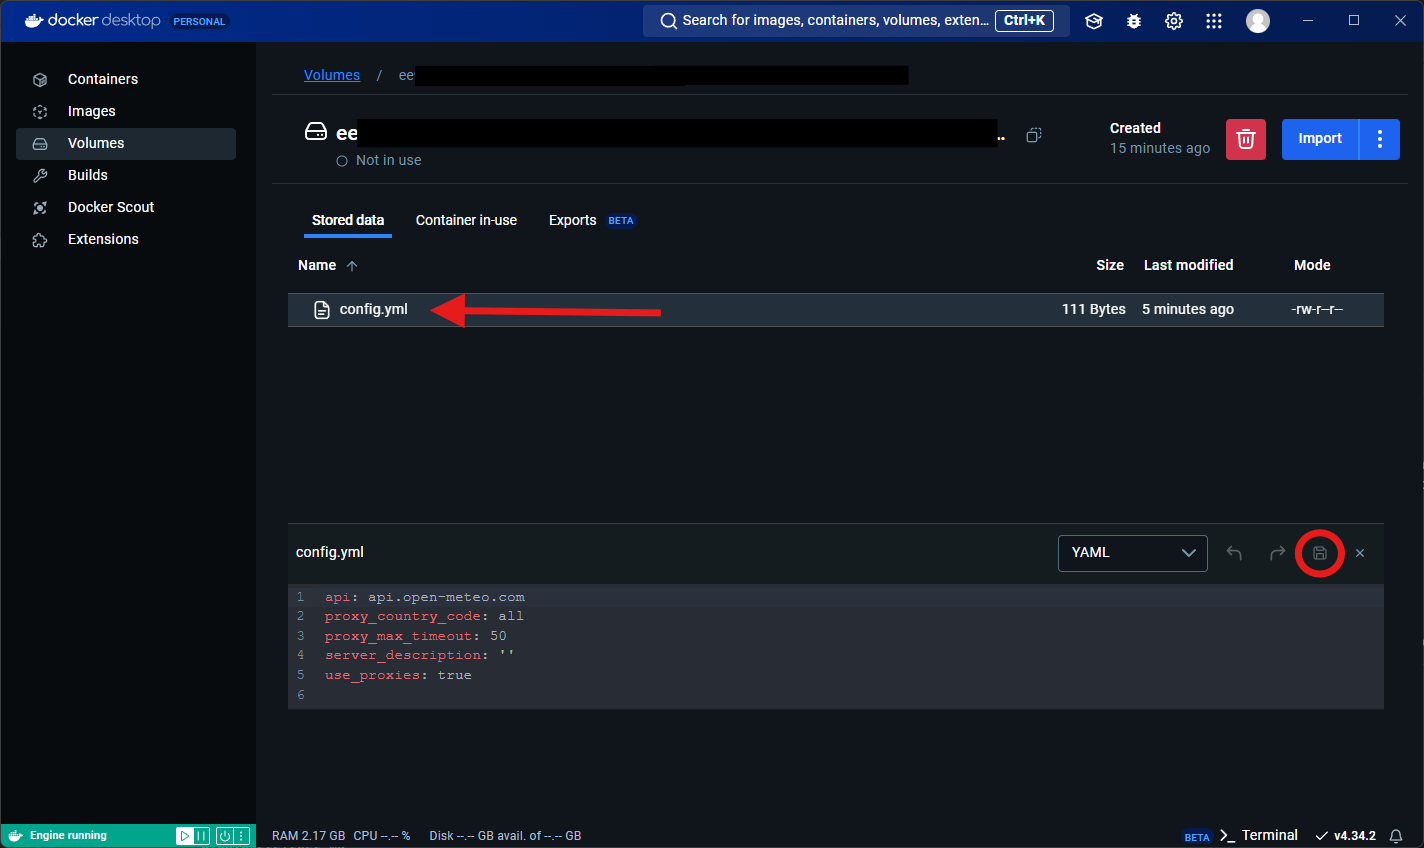 docker desktop PERSONAL
Search for images, containers, volumes, exten... Ctrl+K
Containers
Images
Volumes
Builds
Docker Scout
Extensions
Volumes / ee
ee ..
Not in use
Created
15 minutes ago
Import
Stored data Container in-use Exports BETA
Name Size Last modified Mode
config.yml 111 Bytes 5 minutes ago -rw-r--r--
config.yml YAML
1 api: api.open-meteo.com
2 proxy_country_code: all
3 proxy_max_timeout: 50
4 server_description: ''
5 use_proxies: true
6
Engine running
RAM 2.17 GB CPU --.-- % Disk --.-- GB avail. of --.-- GB
BETA >_ Terminal v4.34.2